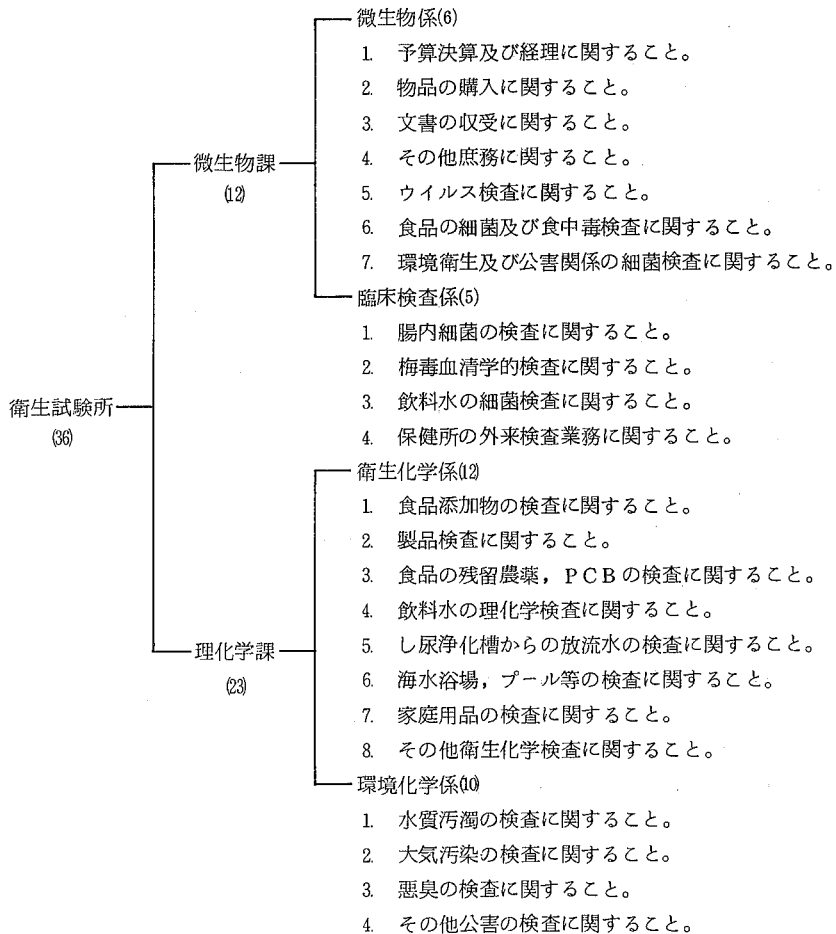 微生物係(6)
1. 予算決算及び経理に関すること。
2. 物品の購入に関すること。
3. 文書の収受に関すること。
微生物課
(12)
4. その他庶務に関すること。
5. ウイルス検査に関すること。
6. 食品の細菌及び食中毒検査に関すること。
7. 環境衛生及び公害関係の細菌検査に関すること。
臨床検査係(5)
1. 腸内細菌の検査に関すること。
2. 梅毒血清学的検査に関すること。
3. 飲料水の細菌検査に関すること。
4. 保健所の外来検査業務に関すること。
衛生試験所
(36)
衛生化学係(12)
1. 食品添加物の検査に関すること。
2. 製品検査に関すること。
3. 食品の残留農薬，PCBの検査に関すること。
4. 飲料水の理化学検査に関すること。
5. し尿浄化槽からの放流水の検査に関すること。
理化学課
(23)
6. 海水浴場，プール等の検査に関すること。
7. 家庭用品の検査に関すること。
8. その他衛生化学検査に関すること。
環境化学係(10)
1. 水質汚濁の検査に関すること。
2. 大気汚染の検査に関すること。
3. 悪臭の検査に関すること。
4. その他公害の検査に関すること。